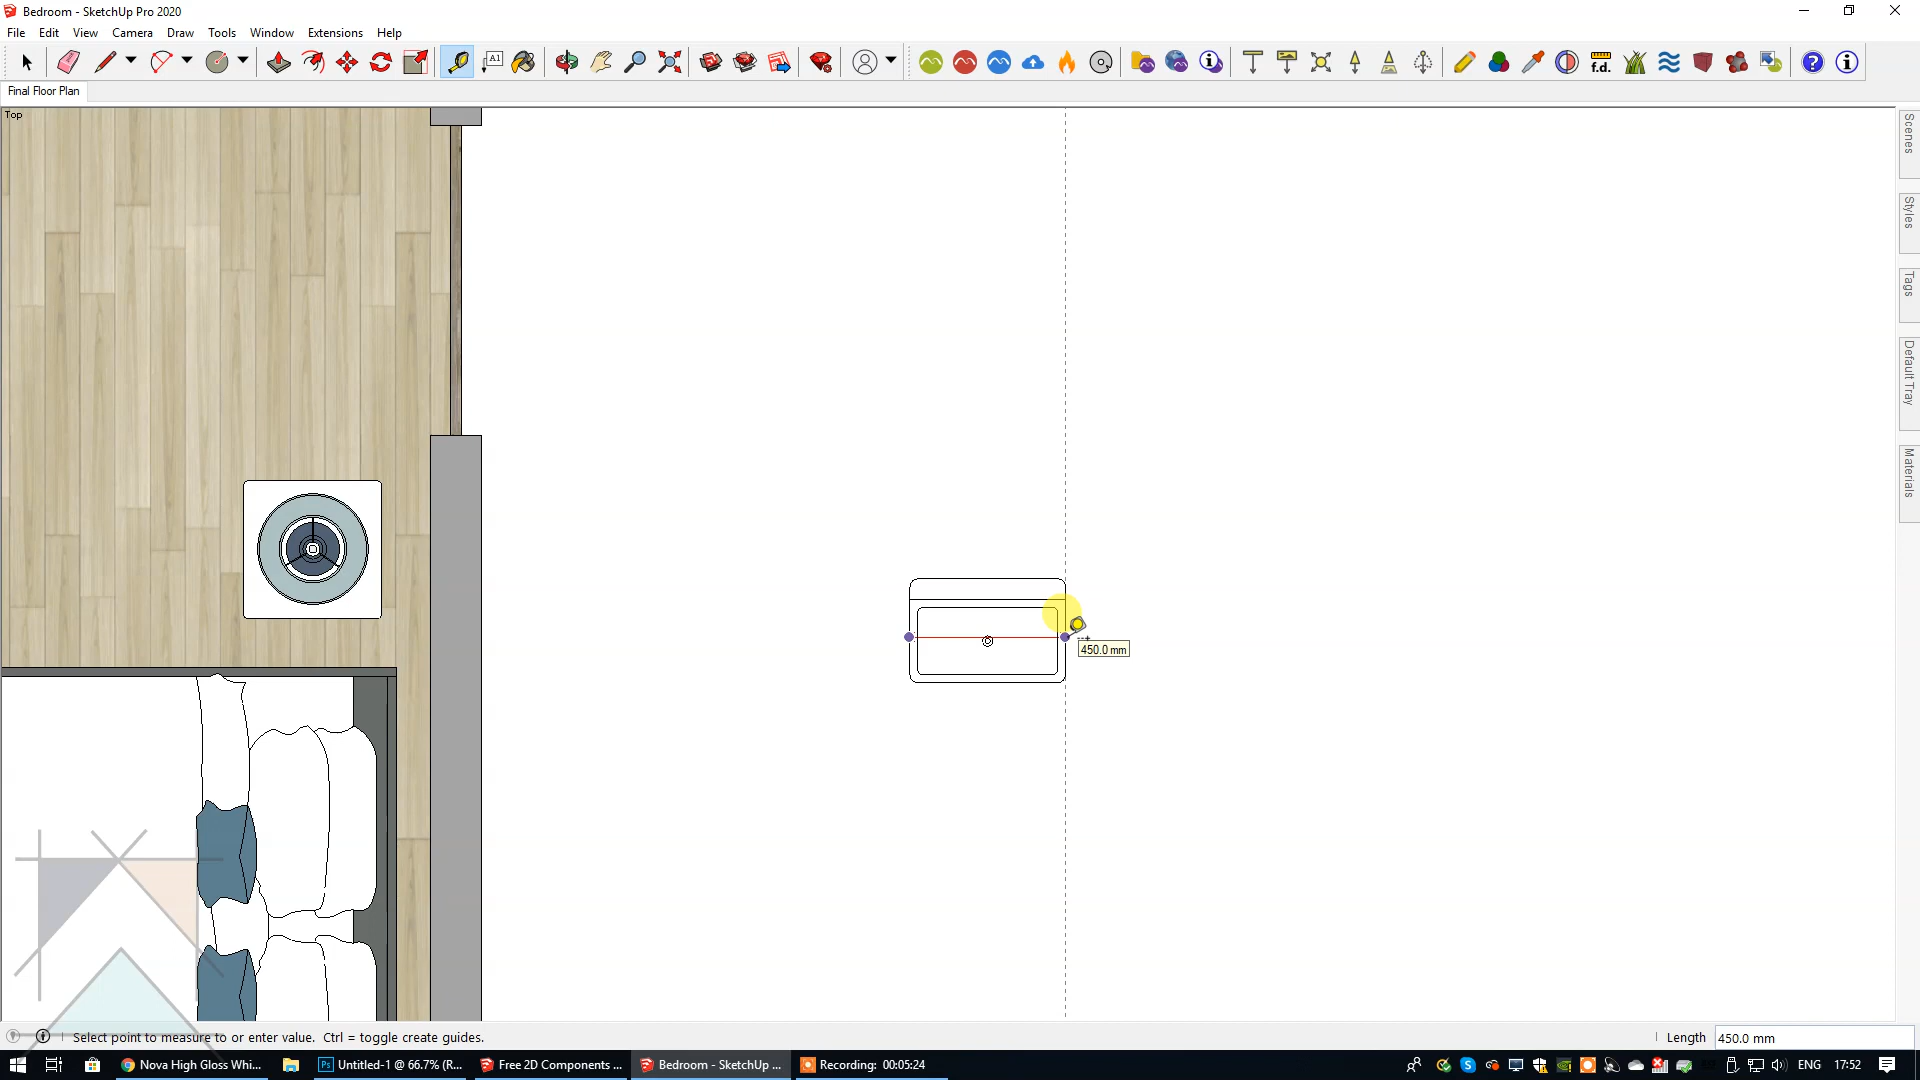 Bedroom - SketchUp Pro 2020
File Edit View Camera Draw Tools Window Extensions Help
A1
f.d.
Final Floor Plan
Top
Scenes
Styles
Tags
Default Tray
Materials
450.0 mm
Select point to measure to or enter value. Ctrl = toggle create guides.
Length 450.0 mm
Nova High Gloss Whi...
Untitled-1 @ 66.7% (R...
Free 2D Components ...
Bedroom - SketchUp ...
Recording: 00:05:24
ENG 17:52